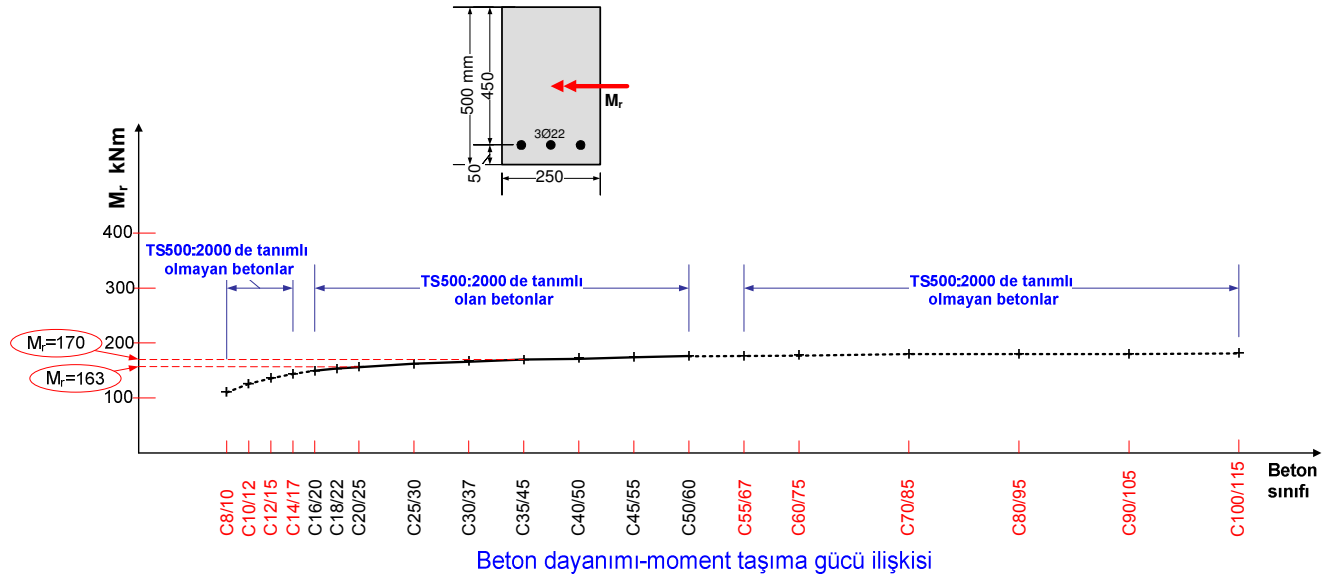 500 mm
450
50
3Ø22
Mr
250
Mr kNm
400
300
200
100
Mr=170
Mr=163
TS500:2000 de tanımlı
olmayan betonlar
TS500:2000 de tanımlı
olan betonlar
TS500:2000 de tanımlı
olmayan betonlar
C8/10
C10/12
C12/15
C14/17
C16/20
C18/22
C20/25
C25/30
C30/37
C35/45
C40/50
C45/55
C50/60
C55/67
C60/75
C70/85
C80/95
C90/105
C100/115
Beton
sınıfı
Beton dayanımı-moment taşıma gücü ilişkisi